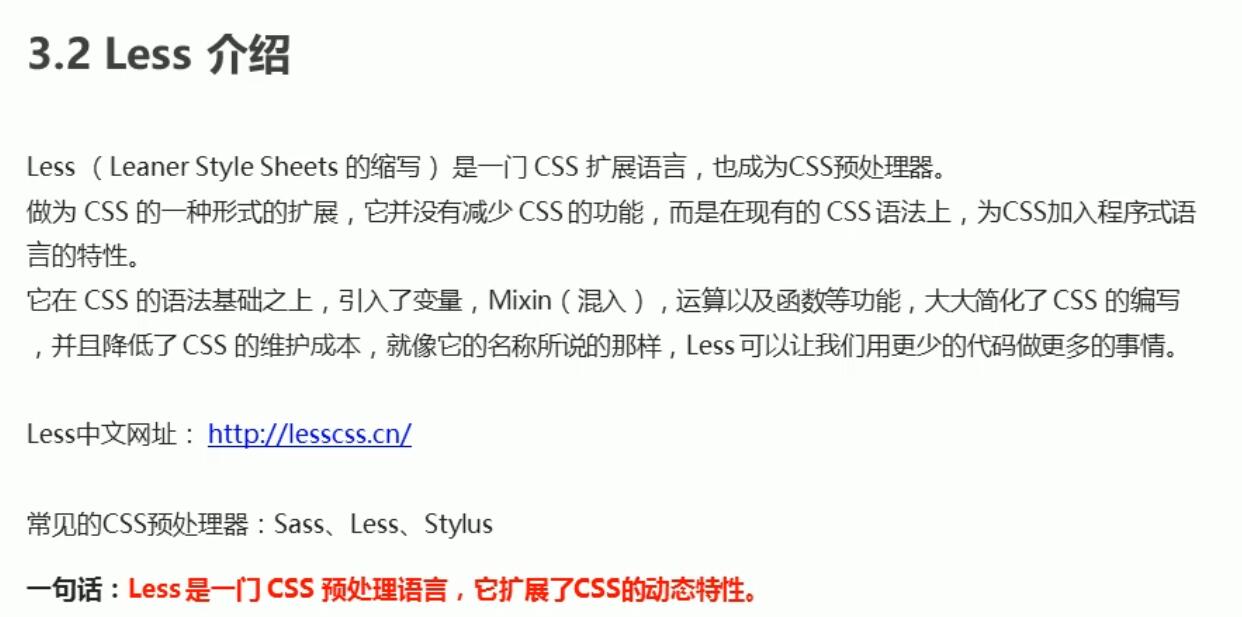 3.2 Less 介绍
Less （ Leaner Style Sheets 的缩写 ） 是一门 CSS 扩展语言，也成为CSS预处理器。
做为 CSS 的一种形式的扩展，它并没有减少 CSS 的功能，而是在现有的 CSS 语法上，为CSS加入程序式语
言的特性。
它在 CSS 的语法基础之上，引入了变量，Mixin（混入），运算以及函数等功能，大大简化了 CSS 的编写
，并且降低了 CSS 的维护成本，就像它的名称所说的那样，Less 可以让我们用更少的代码做更多的事情。
Less中文网址： http://lesscss.cn/
常见的CSS预处理器：Sass、Less、Stylus
一句话：Less 是一门 CSS 预处理语言，它扩展了CSS的动态特性。